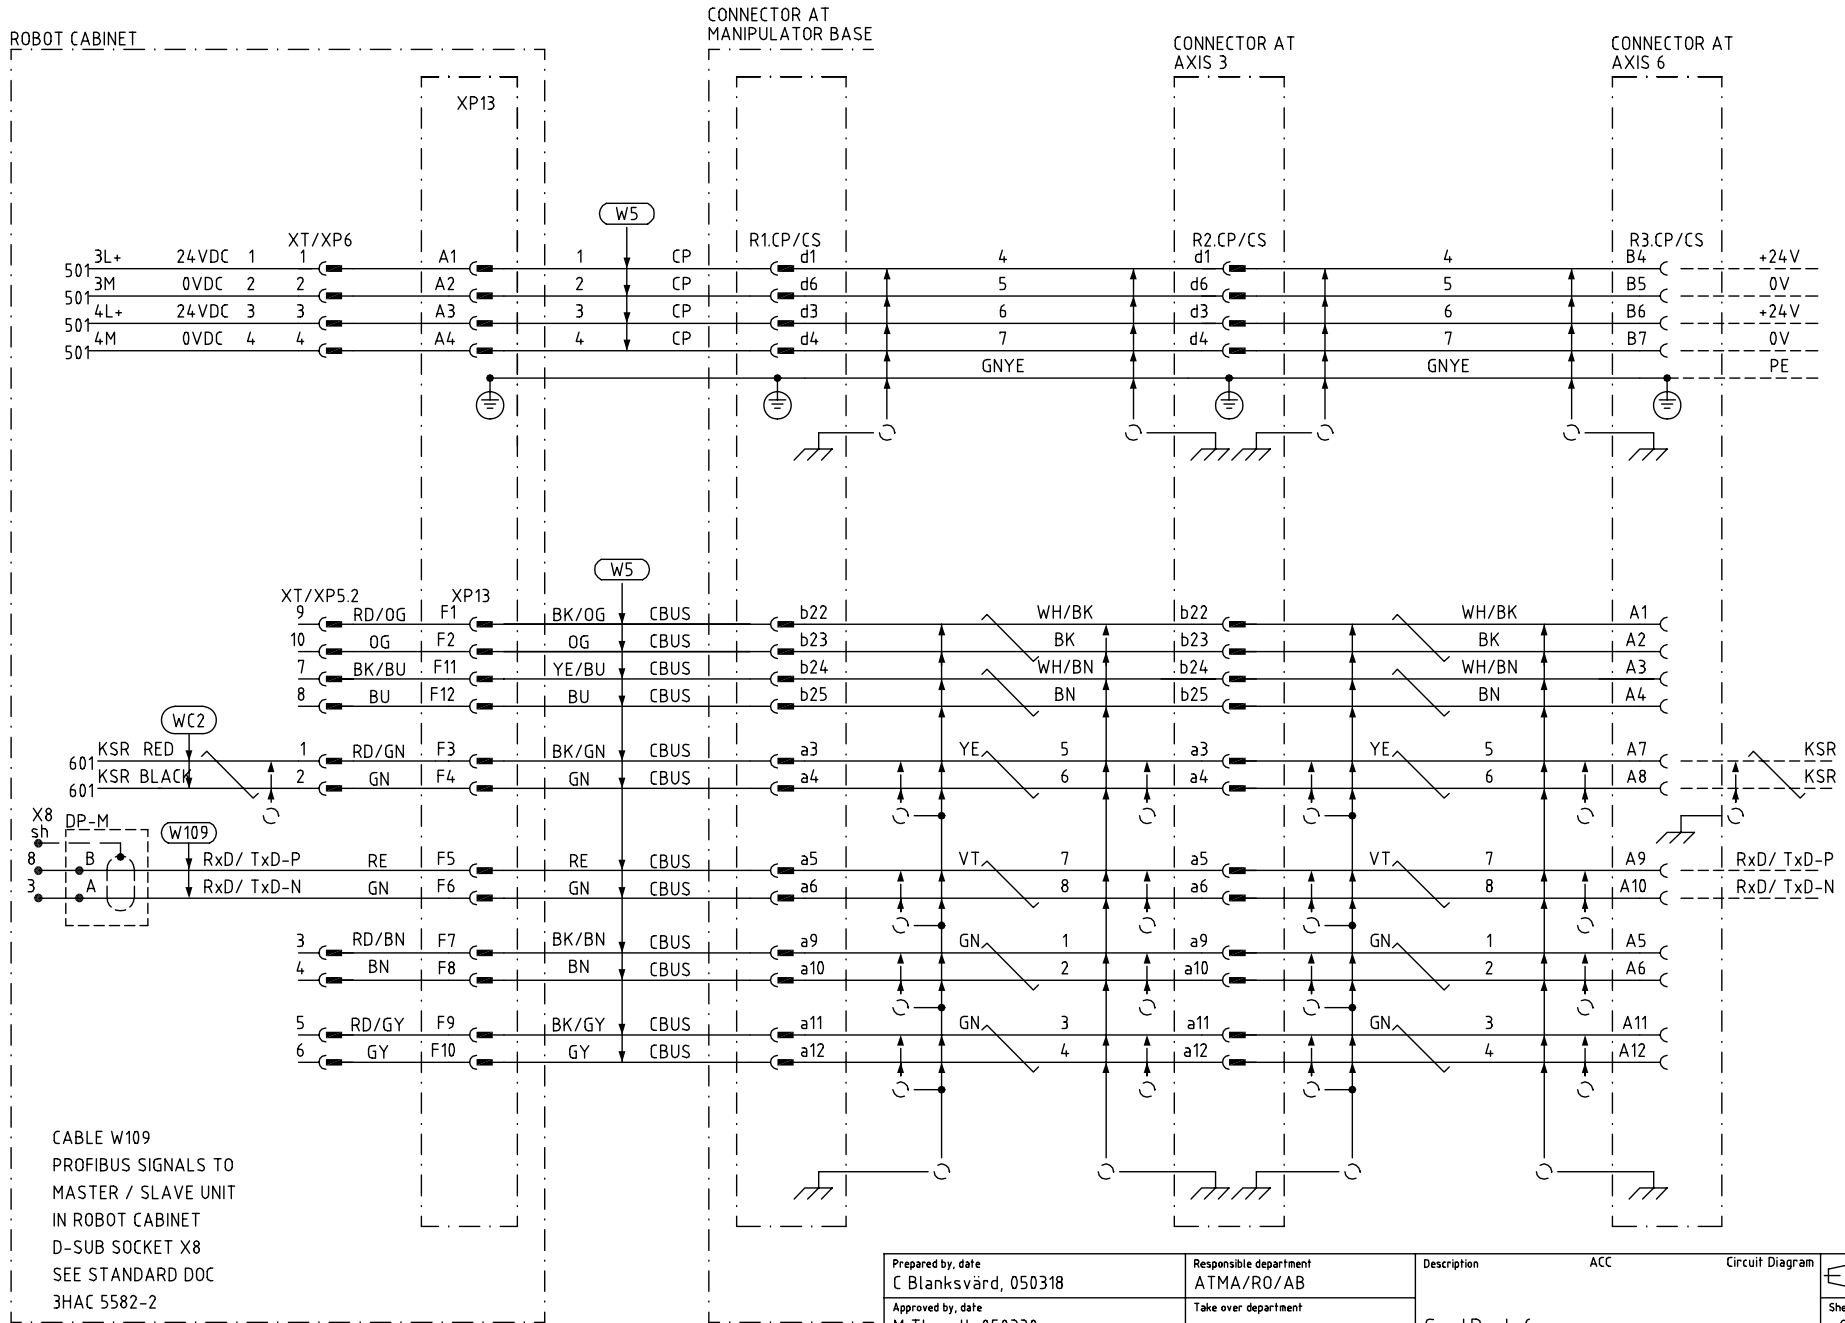 ROBOT CABINET
CONNECTOR AT
MANIPULATOR BASE
CONNECTOR AT
AXIS 3
CONNECTOR AT
AXIS 6
XP13
W5
XT/XP6
R1.CP/CS
R2.CP/CS
R3.CP/CS
501 3L+ 24VDC 1 1 A1 1 CP d1 4 d1 4 B4 +24V
501 3M 0VDC 2 2 A2 2 CP d6 5 d6 5 B5 0V
501 4L+ 24VDC 3 3 A3 3 CP d3 6 d3 6 B6 +24V
501 4M 0VDC 4 4 A4 4 CP d4 7 d4 7 B7 0V
GNYE GNYE PE
W5
XT/XP5.2 XP13
9 RD/OG F1 BK/OG CBUS b22 WH/BK b22 WH/BK A1
10 OG F2 OG CBUS b23 BK b23 BK A2
7 BK/BU F11 YE/BU CBUS b24 WH/BN b24 WH/BN A3
8 BU F12 BU CBUS b25 BN b25 BN A4
WC2
601 KSR RED 1 RD/GN F3 BK/GN CBUS a3 YE 5 a3 YE 5 A7 KSR
601 KSR BLACK 2 GN F4 GN CBUS a4 6 a4 6 A8 KSR
X8
sh DP-M W109
8 B RxD/ TxD-P RE F5 RE CBUS a5 VT 7 a5 VT 7 A9 RxD/ TxD-P
3 A RxD/ TxD-N GN F6 GN CBUS a6 8 a6 8 A10 RxD/ TxD-N
3 RD/BN F7 BK/BN CBUS a9 GN 1 a9 GN 1 A5
4 BN F8 BN CBUS a10 2 a10 2 A6
5 RD/GY F9 BK/GY CBUS a11 GN 3 a11 GN 3 A11
6 GY F10 GY CBUS a12 4 a12 4 A12
CABLE W109
PROFIBUS SIGNALS TO
MASTER / SLAVE UNIT
IN ROBOT CABINET
D-SUB SOCKET X8
SEE STANDARD DOC
3HAC 5582-2
Prepared by, date
C Blanksvärd, 050318
Responsible department
ATMA/RO/AB
Description ACC Circuit Diagram
Approved by, date
Take over department